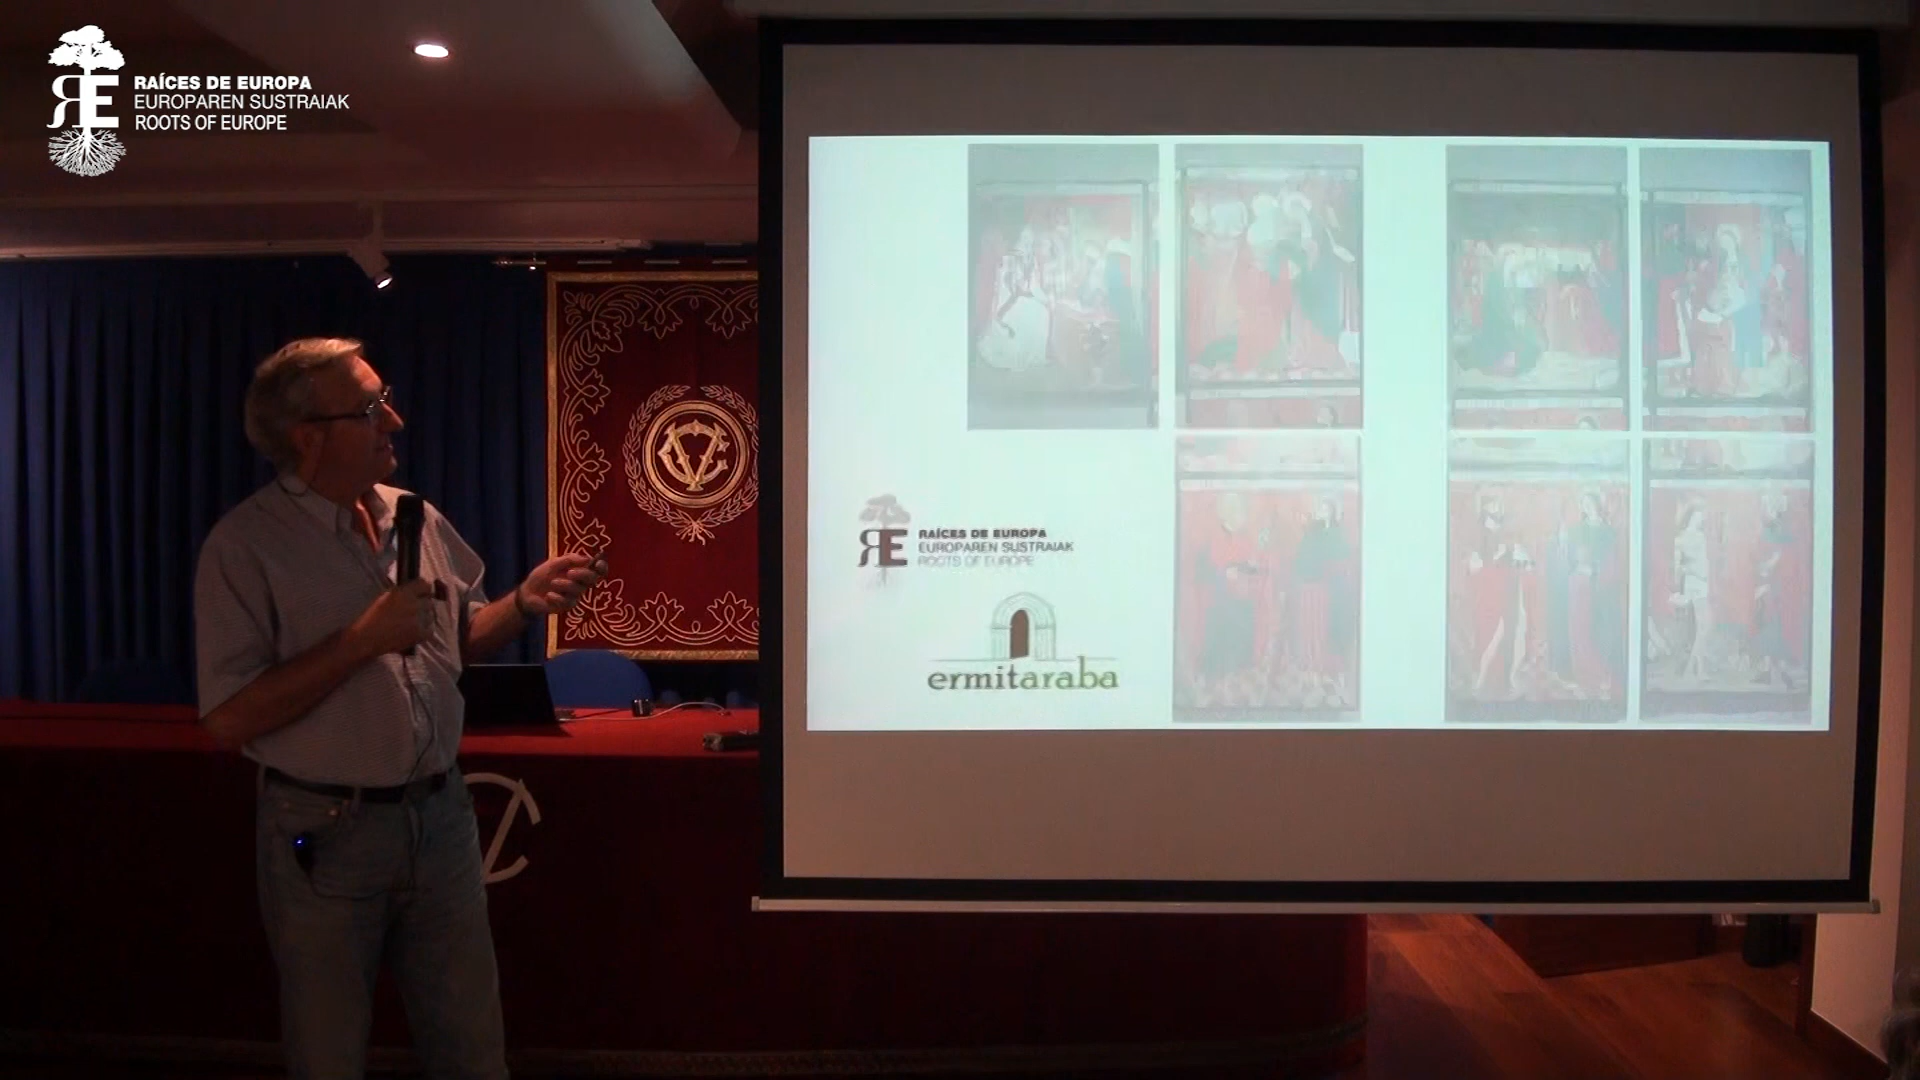 RAÍCES DE EUROPA
EUROPAREN SUSTRAIAK
ROOTS OF EUROPE
RAÍCES DE EUROPA
EUROPAREN SUSTRAIAK
ROOTS OF EUROPE
ermitaraba